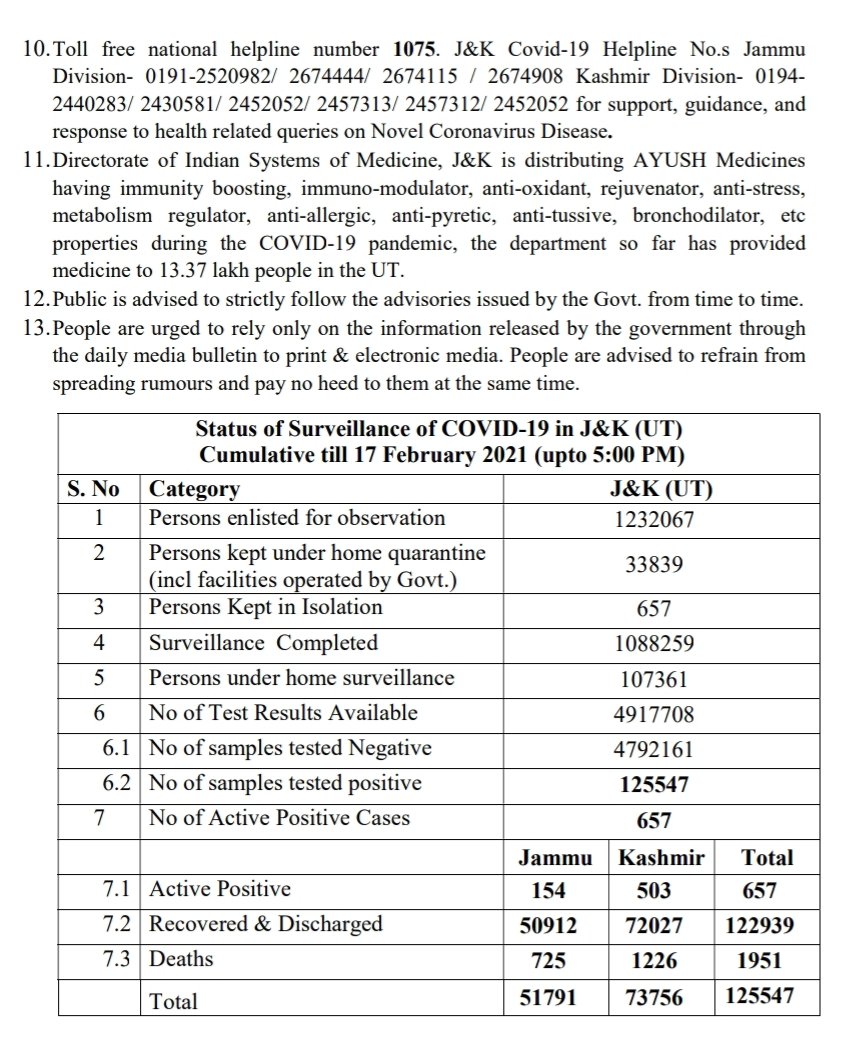 10.Toll free national helpline number 1075. J&K Covid-19 Helpline No.s Jammu
Division- 0191-2520982/ 2674444/ 2674115 / 2674908 Kashmir Division- 0194-
2440283/ 2430581/ 2452052/ 2457313/ 2457312/ 2452052 for support, guidance, and
response to health related queries on Novel Coronavirus Disease.
11.Directorate of Indian Systems of Medicine, J&K is distributing AYUSH Medicines
having immunity boosting, immuno-modulator, anti-oxidant, rejuvenator, anti-stress,
metabolism regulator, anti-allergic, anti-pyretic, anti-tussive, bronchodilator, etc
properties during the COVID-19 pandemic, the department so far has provided
medicine to 13.37 lakh people in the UT.
12.Public is advised to strictly follow the advisories issued by the Govt. from time to time.
13.People are urged to rely only on the information released by the government through
the daily media bulletin to print & electronic media. People are advised to refrain from
spreading rumours and pay no heed to them at the same time.
Status of Surveillance of COVID-19 in J&K (UT)
Cumulative till 17 February 2021 (upto 5:00 PM)
S. No Category J&K (UT)
1 Persons enlisted for observation 1232067
2 Persons kept under home quarantine
(incl facilities operated by Govt.) 33839
3 Persons Kept in Isolation 657
4 Surveillance Completed 1088259
5 Persons under home surveillance 107361
6 No of Test Results Available 4917708
6.1 No of samples tested Negative 4792161
6.2 No of samples tested positive 125547
7 No of Active Positive Cases 657
Jammu Kashmir Total
7.1 Active Positive 154 503 657
7.2 Recovered & Discharged 50912 72027 122939
7.3 Deaths 725 1226 1951
Total 51791 73756 125547